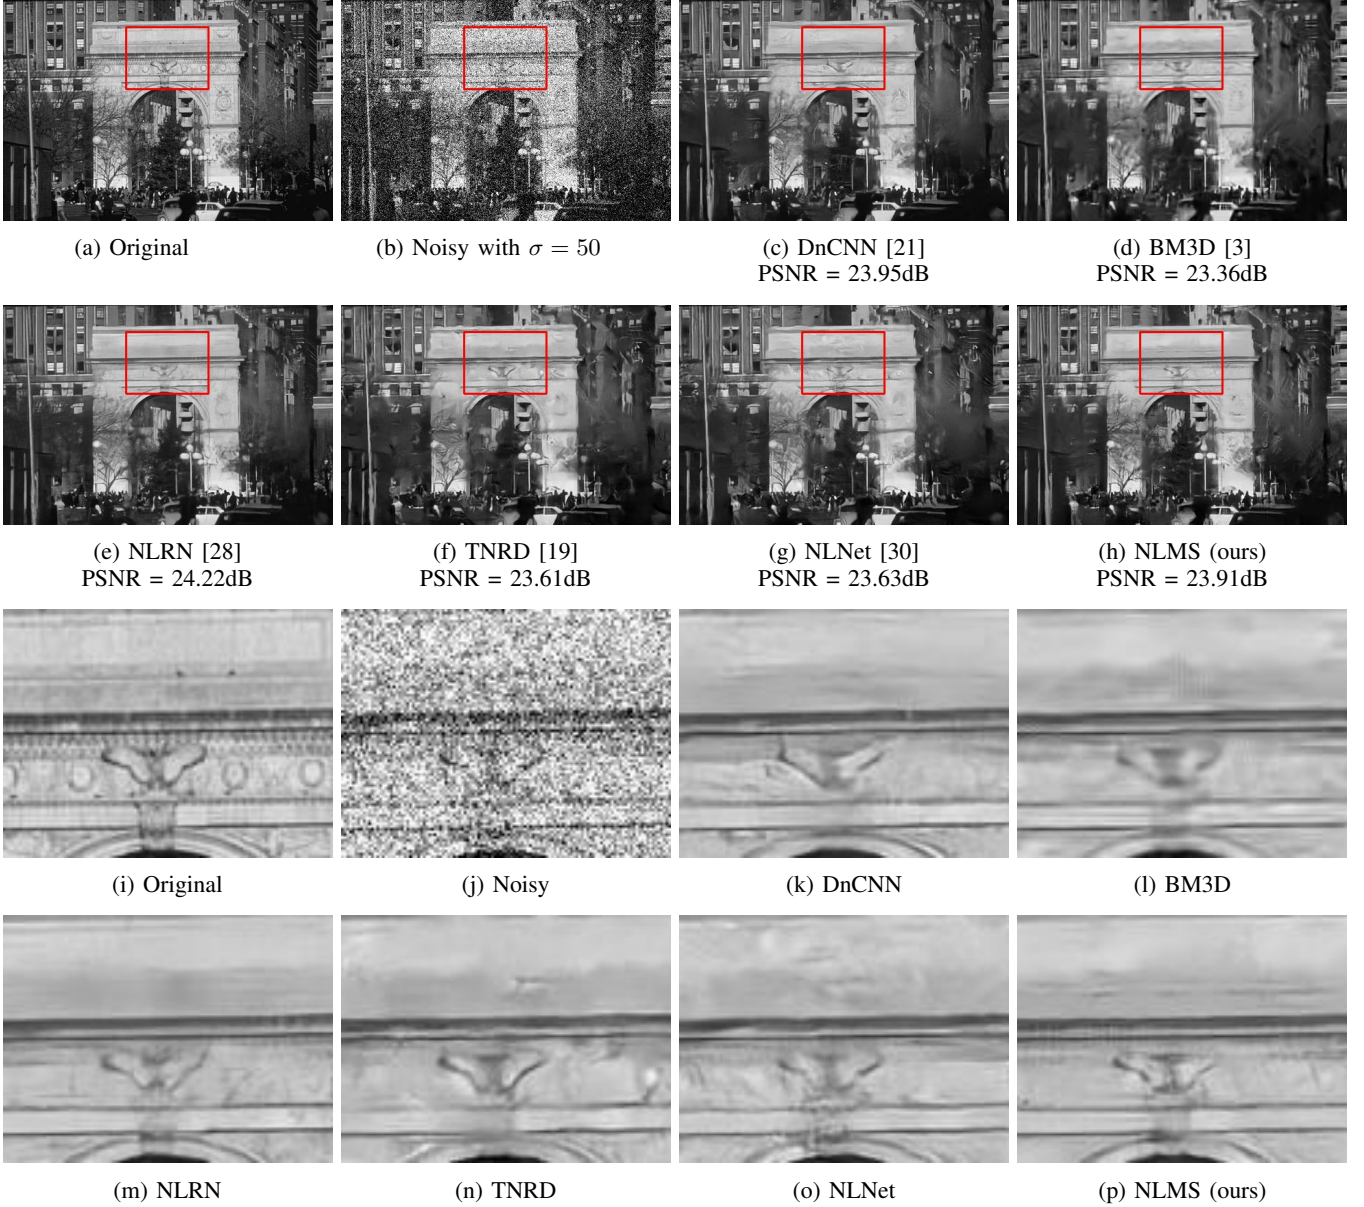 (a) Original
(b) Noisy with σ = 50
(c) DnCNN [21]
PSNR = 23.95dB
(d) BM3D [3]
PSNR = 23.36dB
(e) NLRN [28]
PSNR = 24.22dB
(f) TNRD [19]
PSNR = 23.61dB
(g) NLNet [30]
PSNR = 23.63dB
(h) NLMS (ours)
PSNR = 23.91dB
(i) Original
(j) Noisy
(k) DnCNN
(l) BM3D
(m) NLRN
(n) TNRD
(o) NLNet
(p) NLMS (ours)